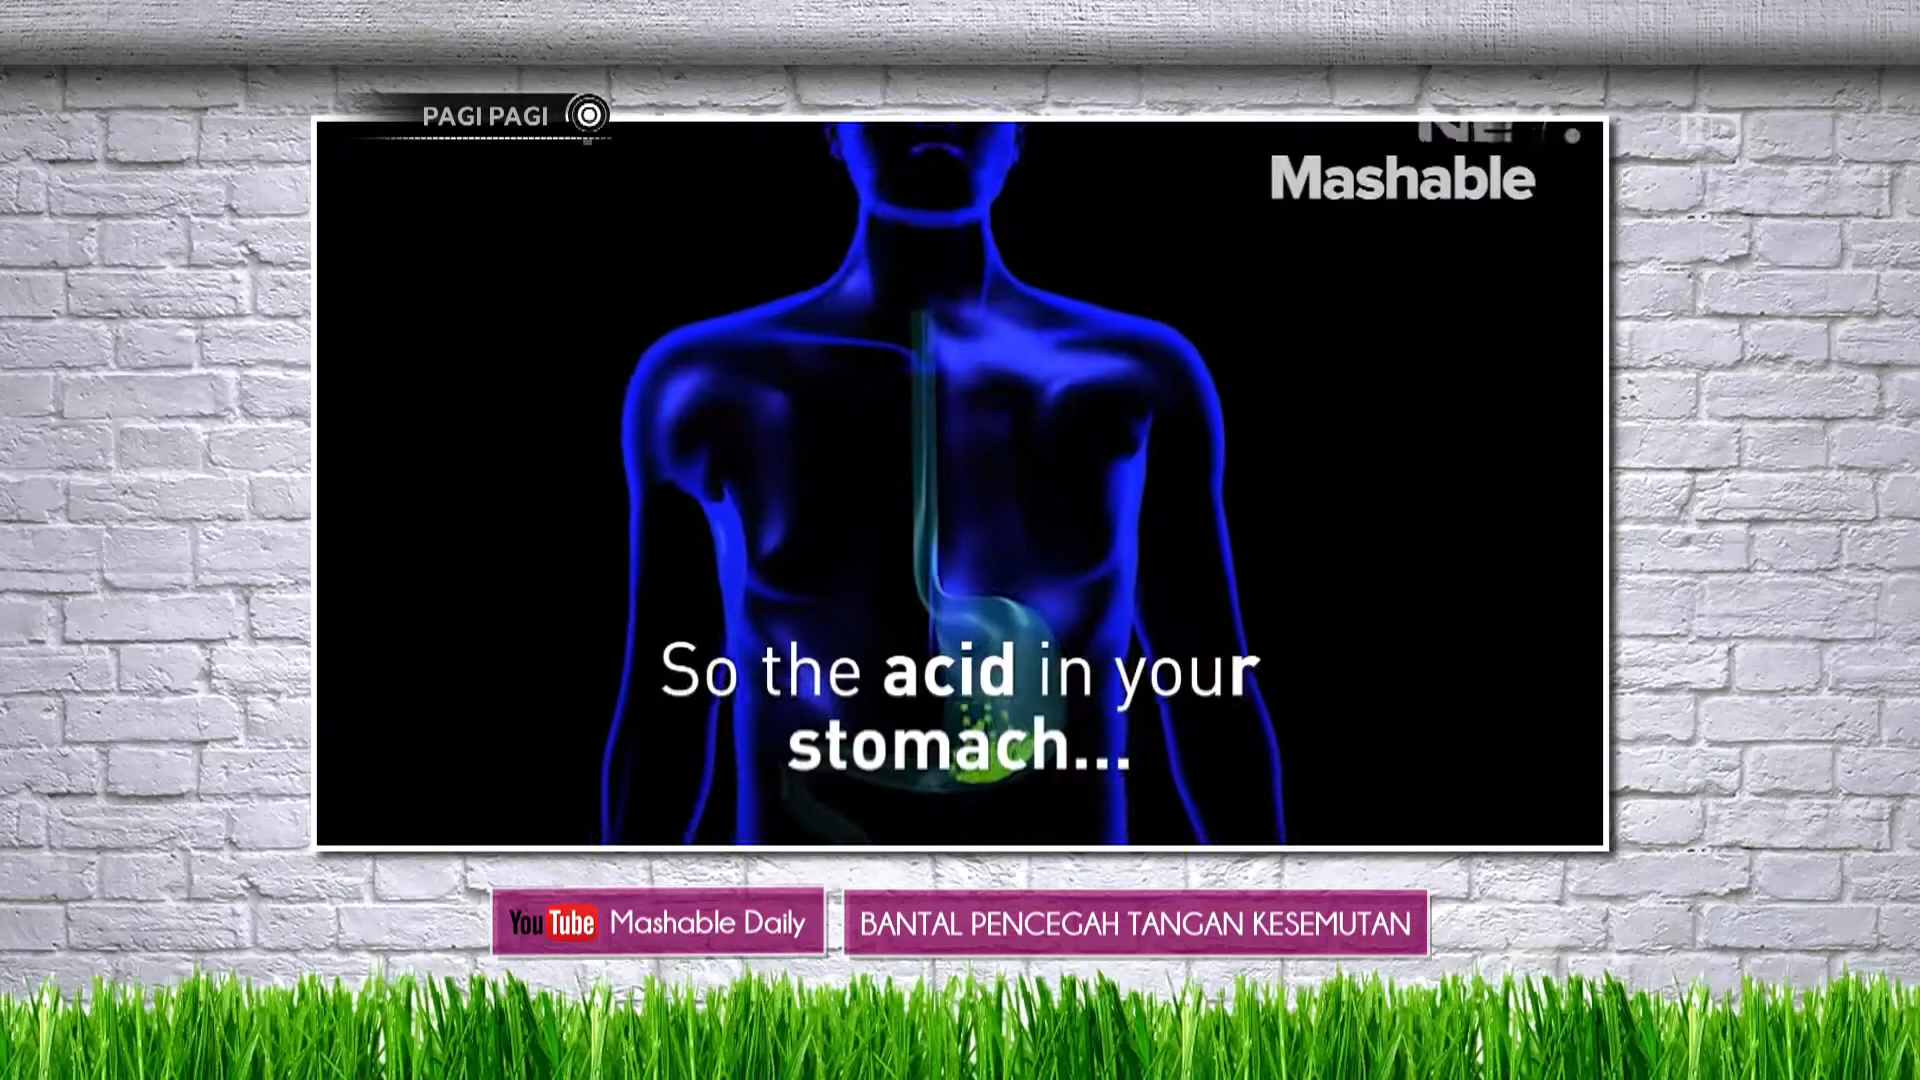 PAGI PAGI
Mashable
So the acid in your
stomach...
YouTube Mashable Daily
BANTAL PENCEGAH TANGAN KESEMUTAN